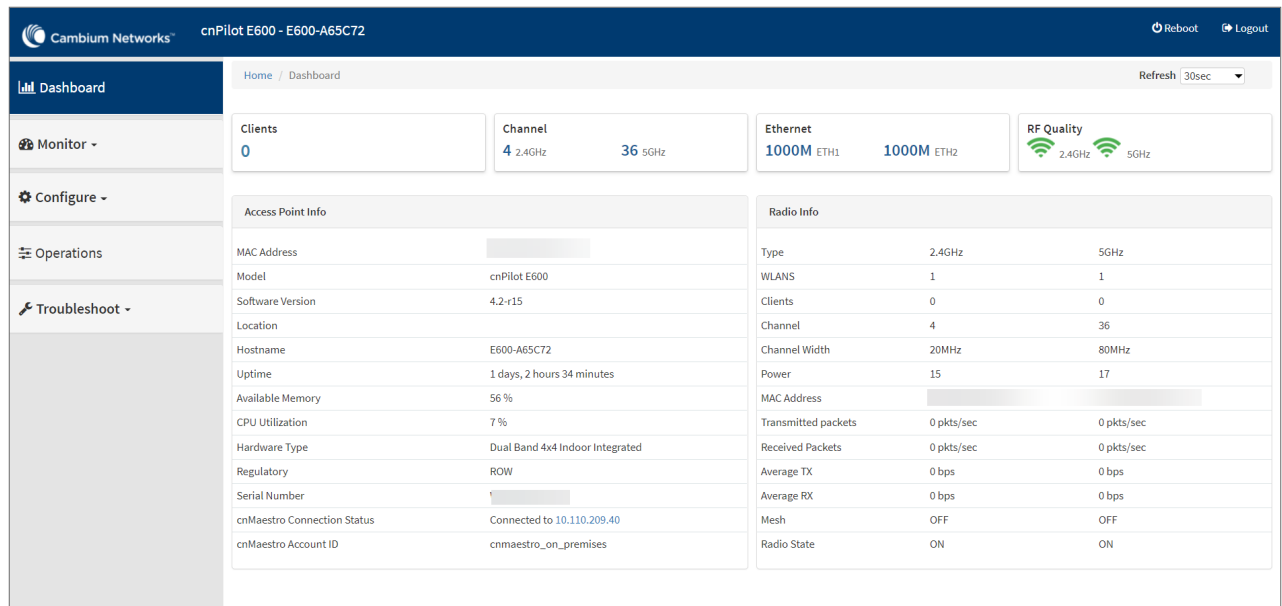 Cambium Networks™ cnPilot E600 - E600-A65C72 Reboot Logout
Dashboard
Monitor
Configure
Operations
Troubleshoot
Home / Dashboard Refresh 30sec
Clients
0
Channel
4 2.4GHz 36 5GHz
Ethernet
1000M ETH1 1000M ETH2
RF Quality
2.4GHz 5GHz
Access Point Info
MAC Address
Model cnPilot E600
Software Version 4.2-r15
Location
Hostname E600-A65C72
Uptime 1 days, 2 hours 34 minutes
Available Memory 56 %
CPU Utilization 7 %
Hardware Type Dual Band 4x4 Indoor Integrated
Regulatory ROW
Serial Number
cnMaestro Connection Status Connected to 10.110.209.40
cnMaestro Account ID cnmaestro_on_premises
Radio Info
Type 2.4GHz 5GHz
WLANS 1 1
Clients 0 0
Channel 4 36
Channel Width 20MHz 80MHz
Power 15 17
MAC Address
Transmitted packets 0 pkts/sec 0 pkts/sec
Received Packets 0 pkts/sec 0 pkts/sec
Average TX 0 bps 0 bps
Average RX 0 bps 0 bps
Mesh OFF OFF
Radio State ON ON